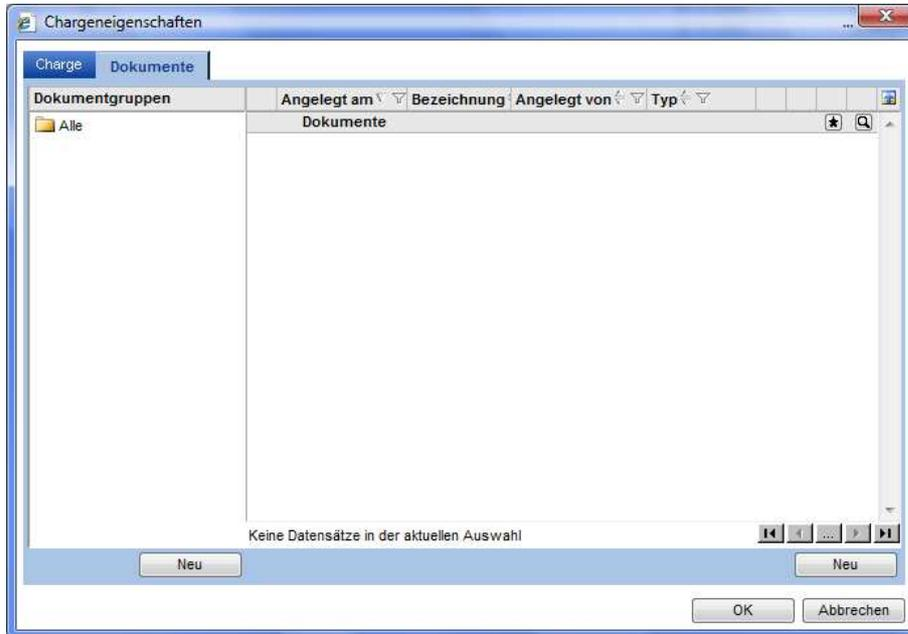 Chargeneigenschaften ...
Charge Dokumente
Dokumentgruppen
Alle
Angelegt am Bezeichnung Angelegt von Typ
Dokumente
Keine Datensätze in der aktuellen Auswahl
...
Neu
Neu
OK Abbrechen